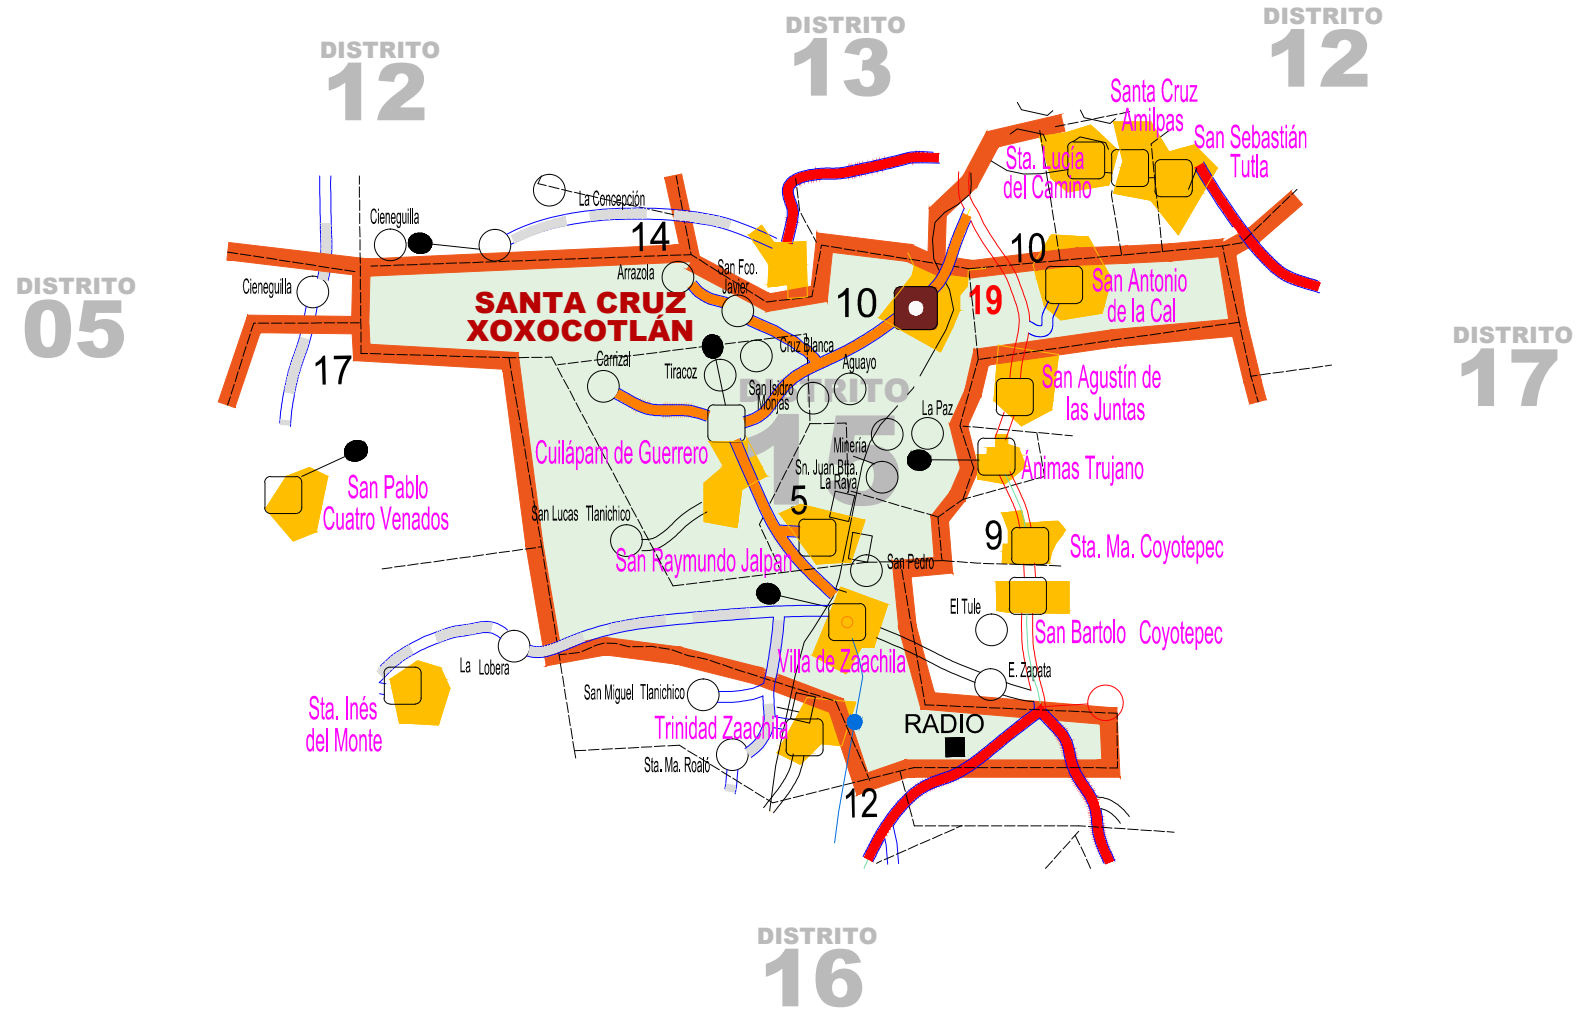 DISTRITO
12
DISTRITO
13
DISTRITO
12
Santa Cruz
Amilpas
San Sebastián
Tutla
Sta. Lucía
del Camino
La Concepción
Cieneguilla
14
10
San Fco.
Javier
Arrazola
San Antonio
de la Cal
Cieneguilla
DISTRITO
05
SANTA CRUZ
XOXOCOTLÁN
10
19
DISTRITO
17
17
Carrizal
Cruz Blanca
Tiracoz
Aguayo
San Isidro
Monjas
DISTRITO
15
San Agustín de
las Juntas
La Paz
Minería
Cuilápam de Guerrero
Sn. Juan Btta.
La Raya
Ánimas Trujano
San Pablo
Cuatro Venados
5
San Lucas Tlanichico
9
Sta. Ma. Coyotepec
San Raymundo Jalpan
San Pedro
El Tule
San Bartolo Coyotepec
La Lobera
Villa de Zaachila
E. Zapata
San Miguel Tlanichico
Sta. Inés
del Monte
Trinidad Zaachila
RADIO
Sta. Ma. Roaló
12
DISTRITO
16